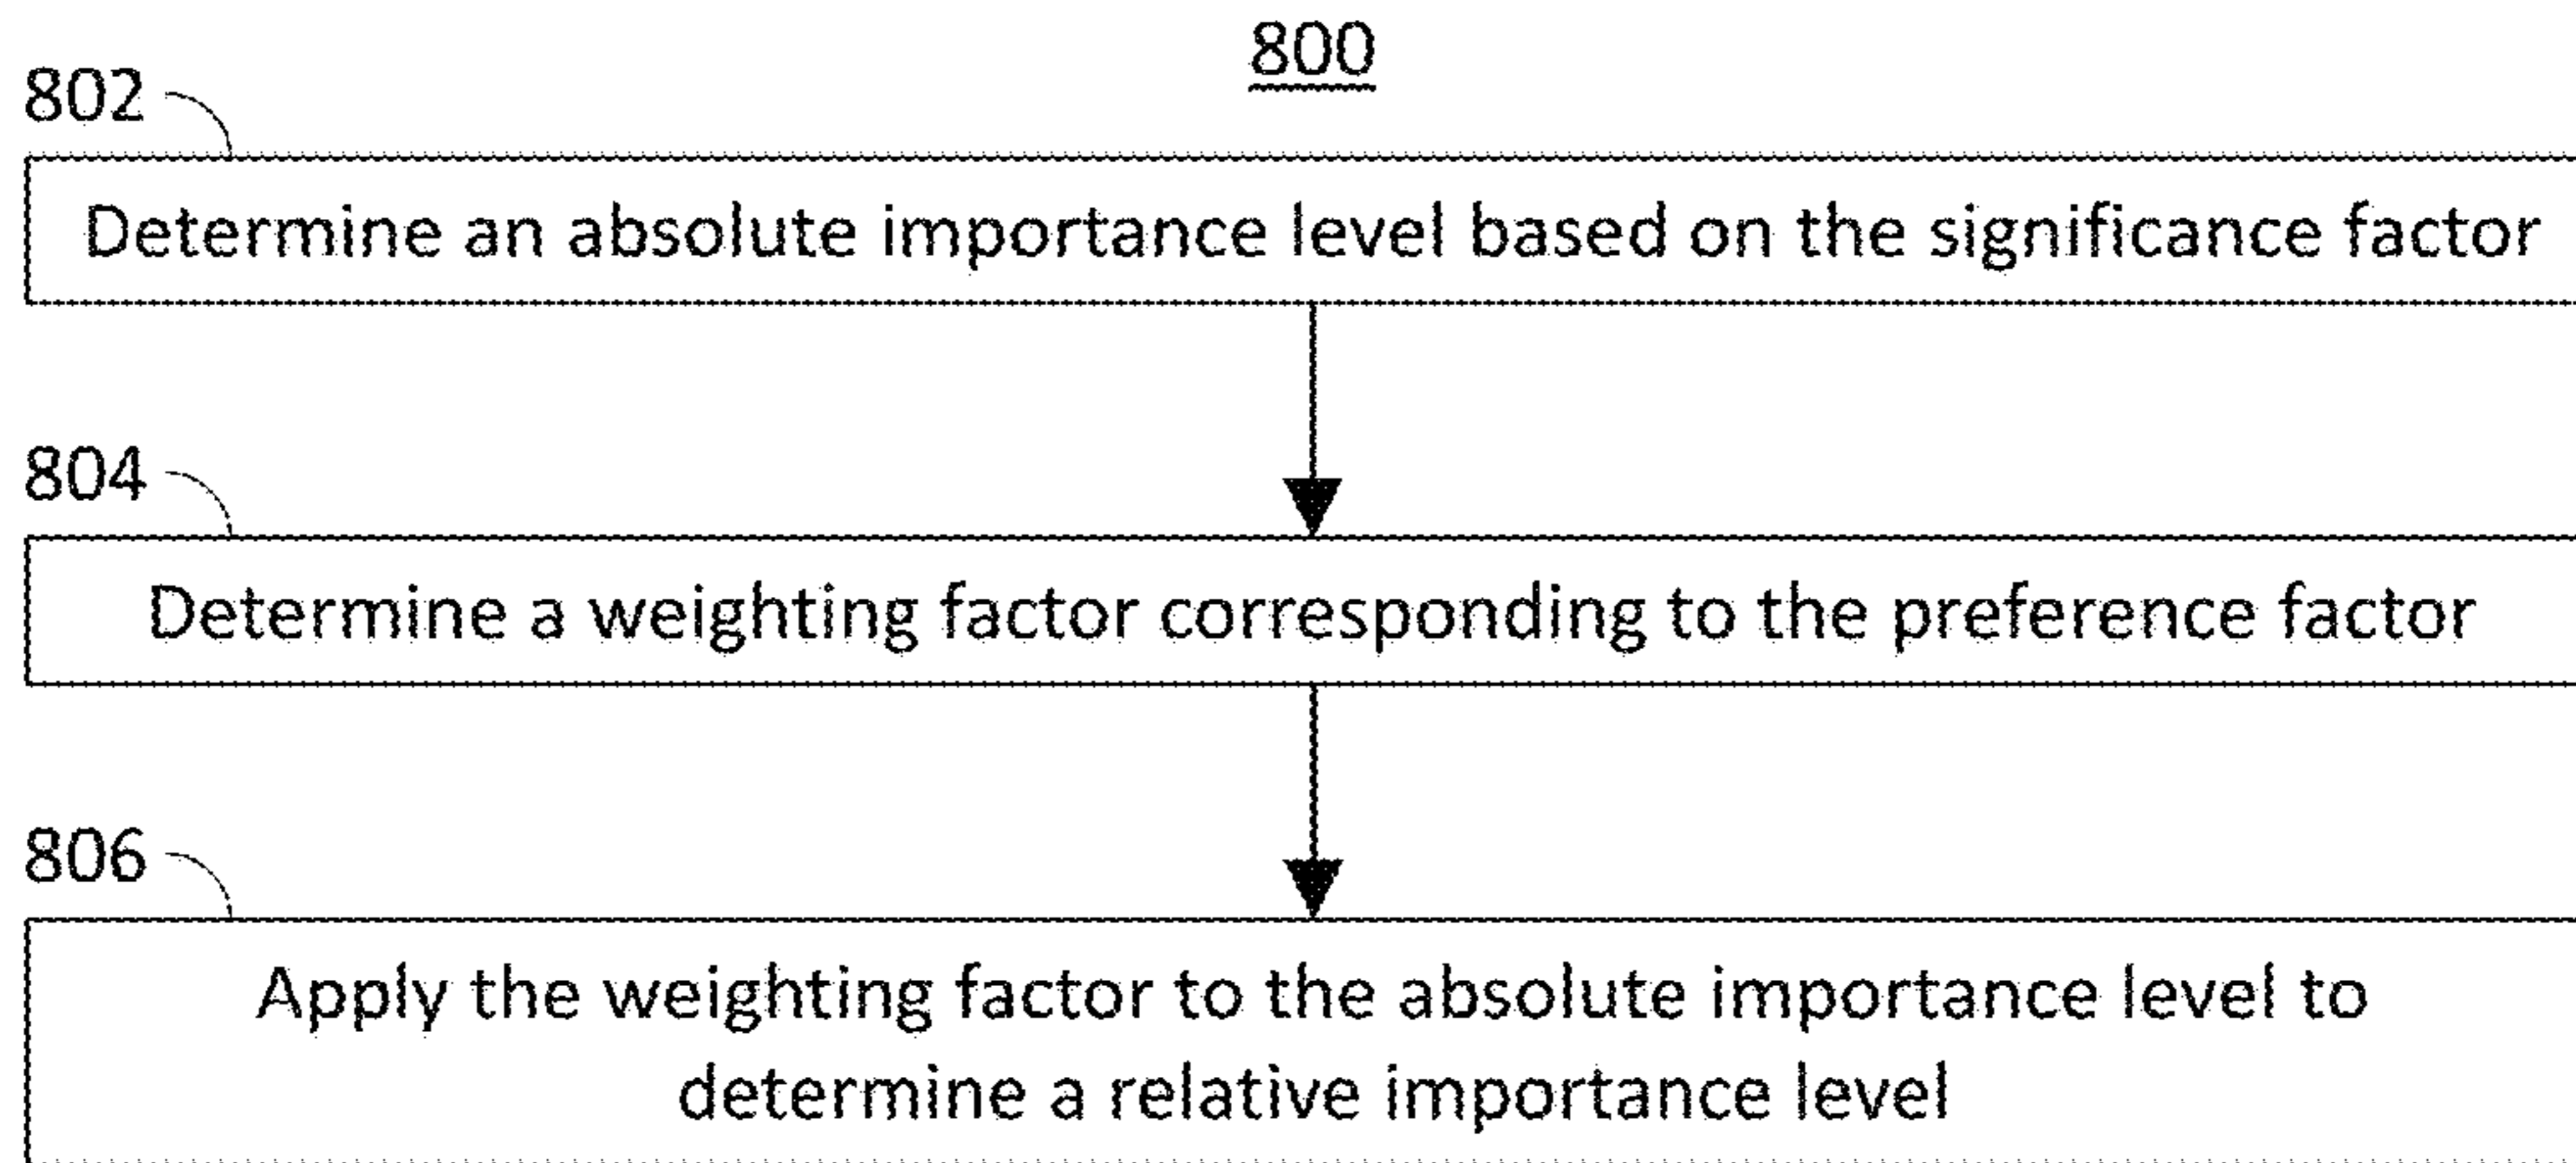 800
802
Determine an absolute importance level based on the significance factor
804
Determine a weighting factor corresponding to the preference factor
806
Apply the weighting factor to the absolute importance level to
determine a relative importance level